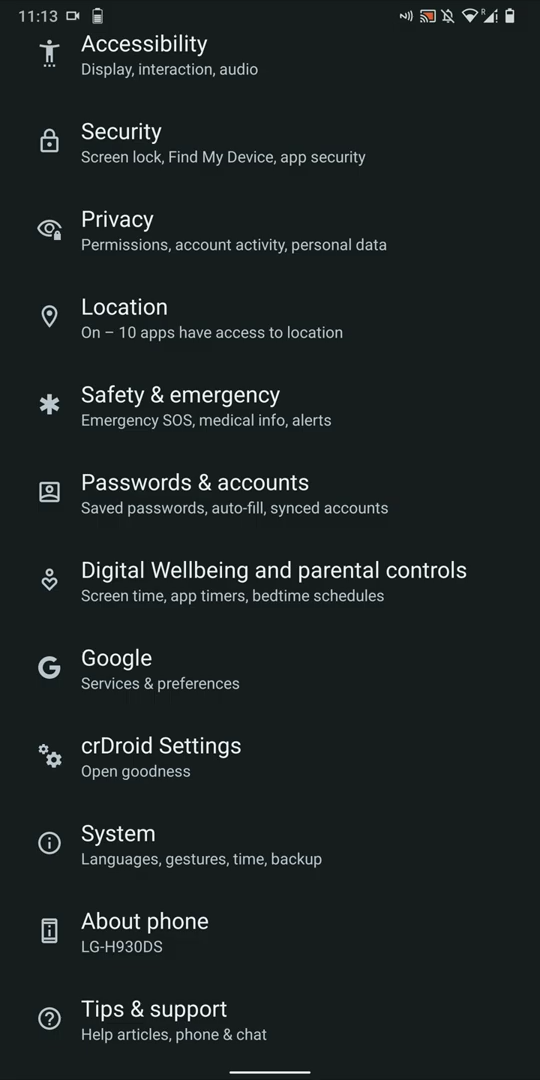 11:13
R
Accessibility
Display, interaction, audio
Security
Screen lock, Find My Device, app security
Privacy
Permissions, account activity, personal data
Location
On – 10 apps have access to location
Safety & emergency
Emergency SOS, medical info, alerts
Passwords & accounts
Saved passwords, auto-fill, synced accounts
Digital Wellbeing and parental controls
Screen time, app timers, bedtime schedules
Google
Services & preferences
crDroid Settings
Open goodness
System
Languages, gestures, time, backup
About phone
LG-H930DS
Tips & support
Help articles, phone & chat